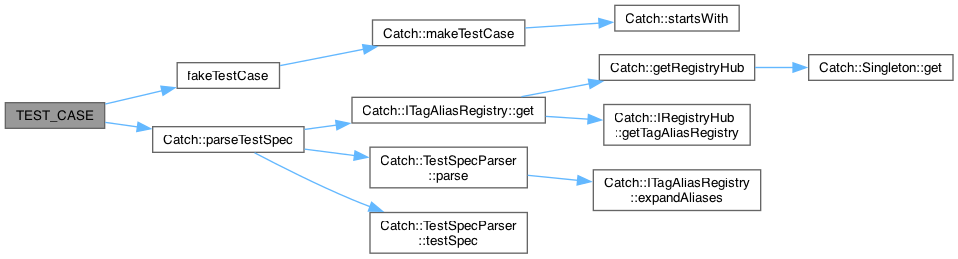 Catch::startsWith
Catch::makeTestCase
fakeTestCase
Catch::getRegistryHub
Catch::Singleton::get
TEST_CASE
Catch::ITagAliasRegistry::get
Catch::parseTestSpec
Catch::IRegistryHub
::getTagAliasRegistry
Catch::TestSpecParser
::parse
Catch::ITagAliasRegistry
::expandAliases
Catch::TestSpecParser
::testSpec